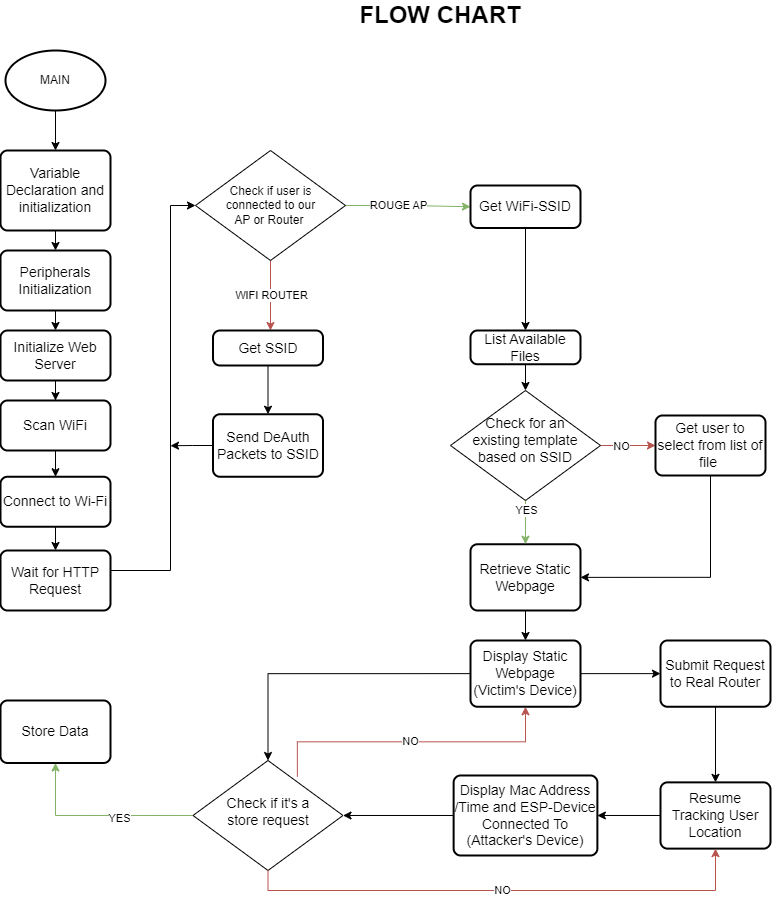 FLOW CHART
MAIN
Variable
Declaration and
initialization
Peripherals
Initialization
Initialize Web
Server
Scan WiFi
Connect to Wi-Fi
Wait for HTTP
Request
Check if user is
connected to our
AP or Router
ROUGE AP
Get WiFi-SSID
WIFI ROUTER
Get SSID
Send DeAuth
Packets to SSID
List Available
Files
Check for an
existing template
based on SSID
NO
Get user to
select from list of
file
YES
Retrieve Static
Webpage
Display Static
Webpage
(Victim's Device)
Submit Request
to Real Router
Store Data
NO
Check if it's a
store request
YES
Display Mac Address
/Time and ESP-Device
Connected To
(Attacker's Device)
Resume
Tracking User
Location
NO